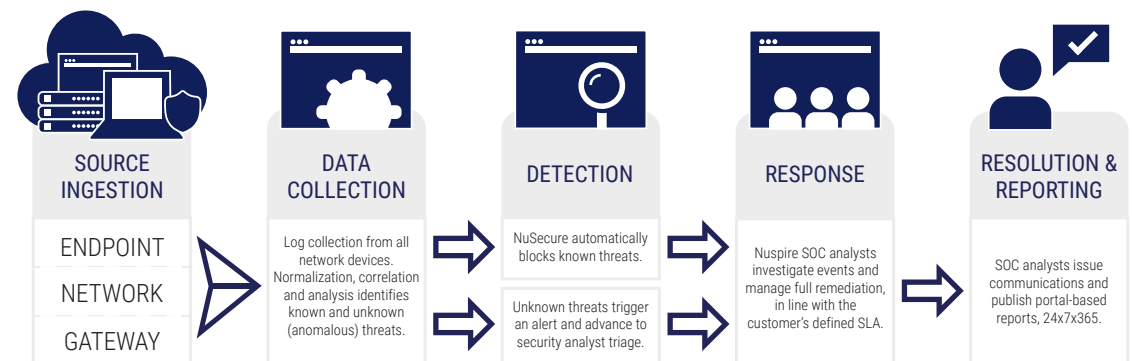 SOURCE
INGESTION
ENDPOINT
NETWORK
GATEWAY
DATA
COLLECTION
Log collection from all
network devices.
Normalization, correlation
and analysis identifies
known and unknown
(anomalous) threats.
DETECTION
NuSecure automatically
blocks known threats.
Unknown threats trigger
an alert and advance to
security analyst triage.
RESPONSE
Nuspire SOC analysts
investigate events and
manage full remediation,
in line with the
customer's defined SLA.
RESOLUTION &
REPORTING
SOC analysts issue
communications and
publish portal-based
reports, 24x7x365.